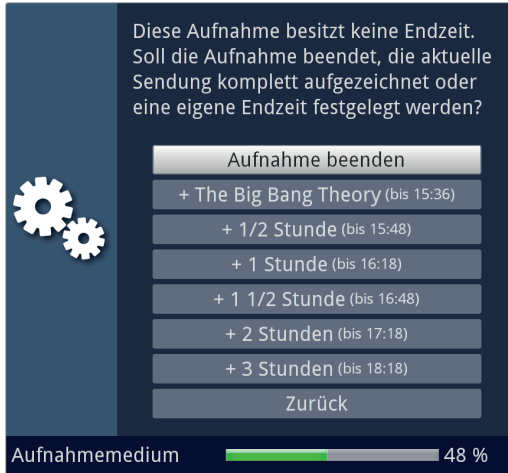 Diese Aufnahme besitzt keine Endzeit.
Soll die Aufnahme beendet, die aktuelle
Sendung komplett aufgezeichnet oder
eine eigene Endzeit festgelegt werden?
Aufnahme beenden
+ The Big Bang Theory (bis 15:36)
+ 1/2 Stunde (bis 15:48)
+ 1 Stunde (bis 16:18)
+ 1 1/2 Stunde (bis 16:48)
+ 2 Stunden (bis 17:18)
+ 3 Stunden (bis 18:18)
Zurück
Aufnahmemedium 48 %